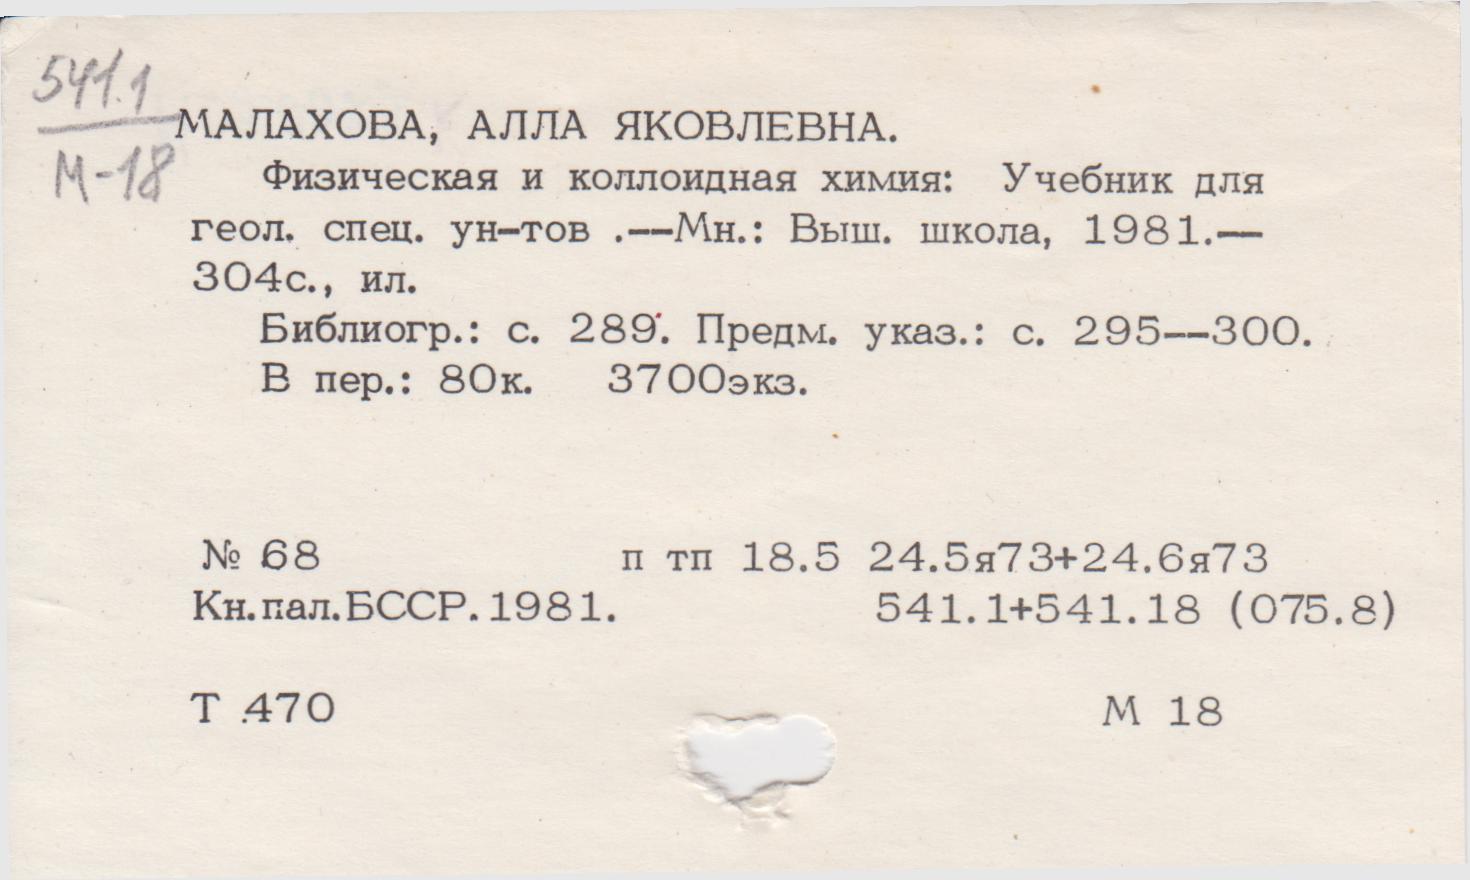 541.1
М-18
МАЛАХОВА, АЛЛА ЯКОВЛЕВНА.
Физическая и коллоидная химия: Учебник для
геол. спец. ун-тов .--Мн.: Выш. школа, 1981.--
304с., ил.
Библиогр.: с. 289. Предм. указ.: с. 295--300.
В пер.: 80к. 3700экз.
№ 68 п тп 18.5 24.5я73+24.6я73
Кн.пал.БССР.1981. 541.1+541.18 (075.8)
Т 470 М 18